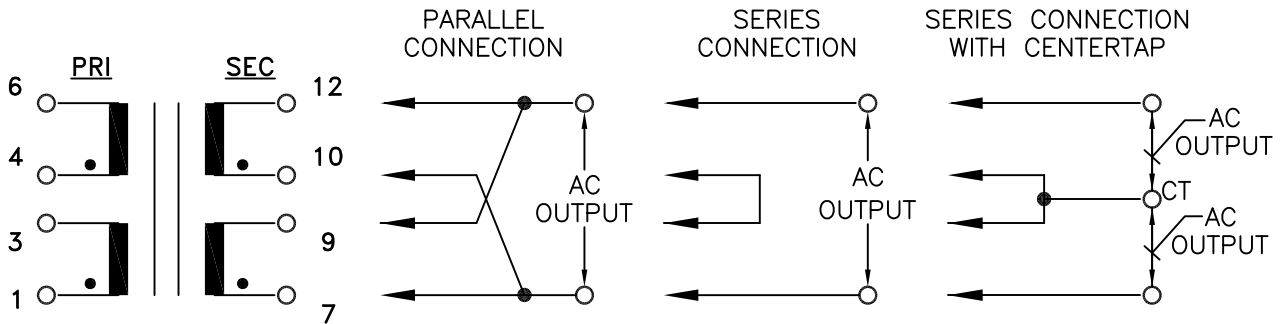 PARALLEL
CONNECTION
SERIES
CONNECTION
SERIES CONNECTION
WITH CENTERTAP
PRI
SEC
6
12
4
10
3
9
1
7
AC
OUTPUT
AC
OUTPUT
AC
OUTPUT
CT
AC
OUTPUT